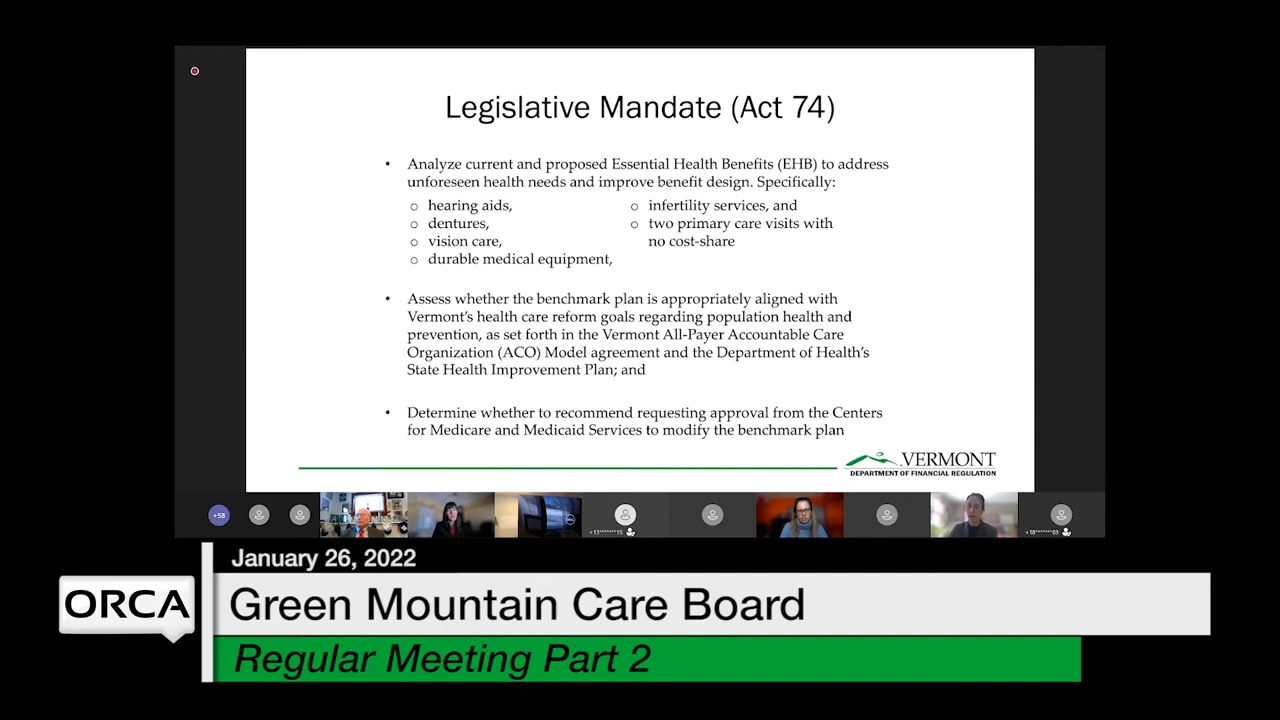 Legislative Mandate (Act 74)
• Analyze current and proposed Essential Health Benefits (EHB) to address
unforeseen health needs and improve benefit design. Specifically:
o hearing aids,
o dentures,
o vision care,
o durable medical equipment,
o infertility services, and
o two primary care visits with
no cost-share
• Assess whether the benchmark plan is appropriately aligned with
Vermont's health care reform goals regarding population health and
prevention, as set forth in the Vermont All-Payer Accountable Care
Organization (ACO) Model agreement and the Department of Health's
State Health Improvement Plan; and
• Determine whether to recommend requesting approval from the Centers
for Medicare and Medicaid Services to modify the benchmark plan
VERMONT
DEPARTMENT OF FINANCIAL REGULATION
+58
January 26, 2022
ORCA
Green Mountain Care Board
Regular Meeting Part 2